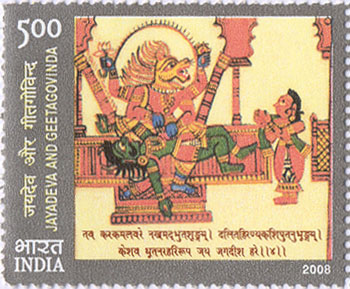 5.00
जयदेव और गीतगोविन्द
JAYADEVA AND GEETAGOVINDA
भारत
INDIA
तव करकमलवरे नखमद्भुतशृङ्गम्। दलितहिरण्यकशिपुतनुभृङ्गम्।
केशव धृतनरहरिरूप जय जगदीश हरे।।४।।
2008